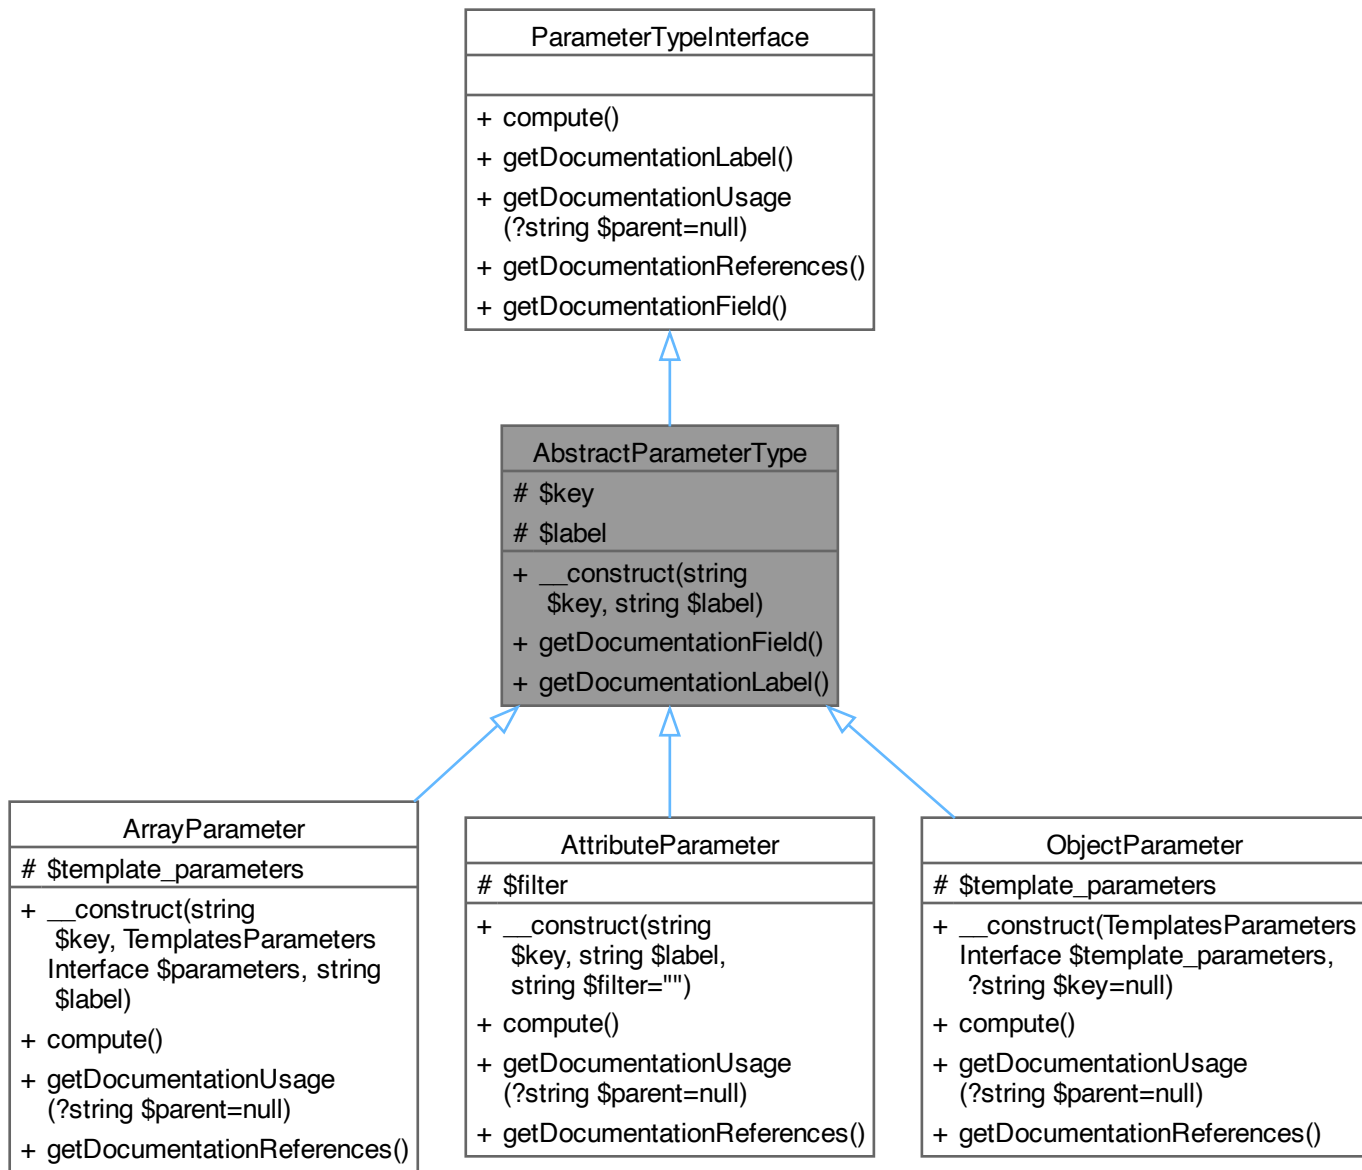 ParameterTypeInterface
+ compute()
+ getDocumentationLabel()
+ getDocumentationUsage
(?string $parent=null)
+ getDocumentationReferences()
+ getDocumentationField()
AbstractParameterType
# $key
# $label
+ __construct(string
$key, string $label)
+ getDocumentationField()
+ getDocumentationLabel()
ArrayParameter
# $template_parameters
+ __construct(string
$key, TemplatesParameters
Interface $parameters, string
$label)
+ compute()
+ getDocumentationUsage
(?string $parent=null)
+ getDocumentationReferences()
AttributeParameter
# $filter
+ __construct(string
$key, string $label,
string $filter="")
+ compute()
+ getDocumentationUsage
(?string $parent=null)
+ getDocumentationReferences()
ObjectParameter
# $template_parameters
+ __construct(TemplatesParameters
Interface $template_parameters,
?string $key=null)
+ compute()
+ getDocumentationUsage
(?string $parent=null)
+ getDocumentationReferences()